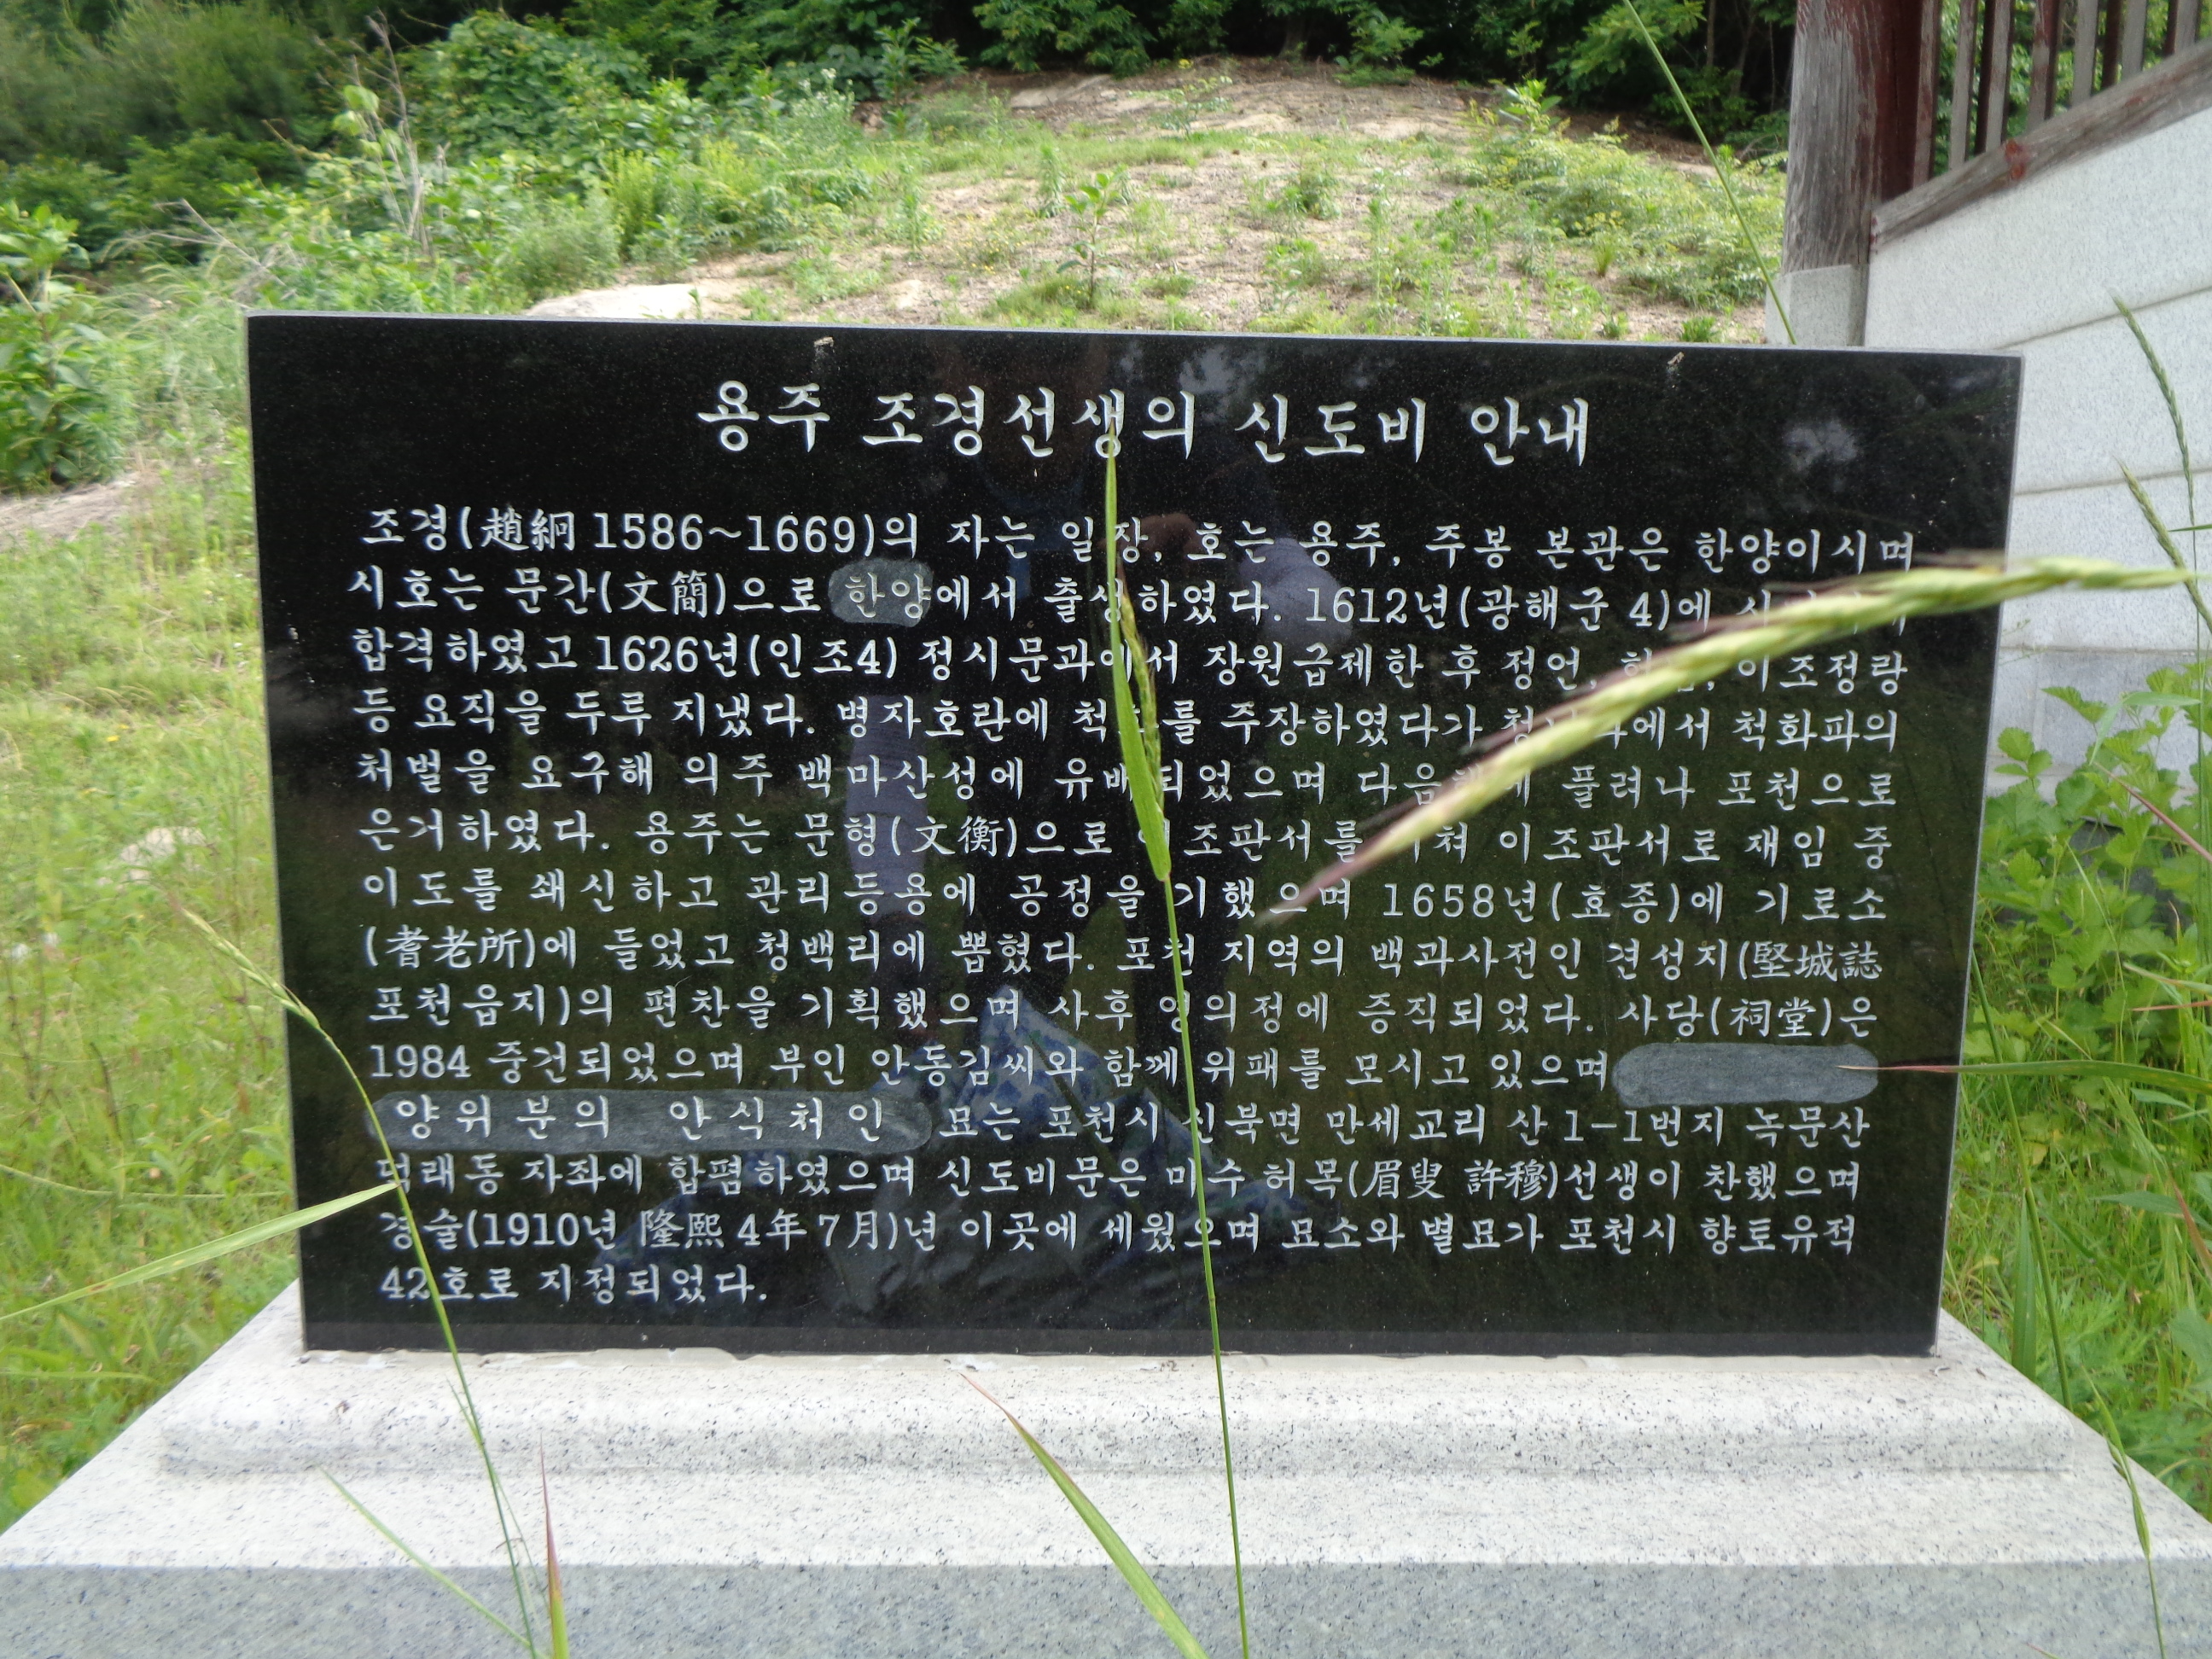 용주 조경선생의 신도비 안내
조경(趙絅 1586~1669)의 자는 일장, 호는 용주, 주봉 본관은 한양이시며
시호는 문간(文簡)으로 한양에서 출생하였다. 1612년(광해군 4)에
합격하였고 1626년(인조4) 정시문과에서 장원급제한 후 정언, 이조정랑
등 요직을 두루 지냈다. 병자호란에 척화를 주장하였다가 척화파의
처벌을 요구해 의주 백마산성에 유배되었으며 다음해에 풀려나 포천으로
은거하였다. 용주는 문형(文衡)으로 이조판서로 재임 중
이도를 쇄신하고 관리등용에 공정을 기했으며 1658년(효종)에 기로소
(耆老所)에 들었고 청백리에 뽑혔다. 포천 지역의 백과사전인 견성지(堅城誌
포천읍지)의 편찬을 기획했으며 사후 영의정에 증직되었다. 사당(祠堂)은
1984 중건되었으며 부인 안동김씨와 함께 위패를 모시고 있으며
양위분의 안식처인 묘는 포천시 신북면 만세교리 산 1-1번지 녹문산
덕래동 자좌에 합폄하였으며 신도비문은 미수 허목(眉叟 許穆)선생이 찬했으며
경술(1910년 隆熙 4年 7月)년 이곳에 세웠으며 묘소와 별묘가 포천시 향토유적
42호로 지정되었다.